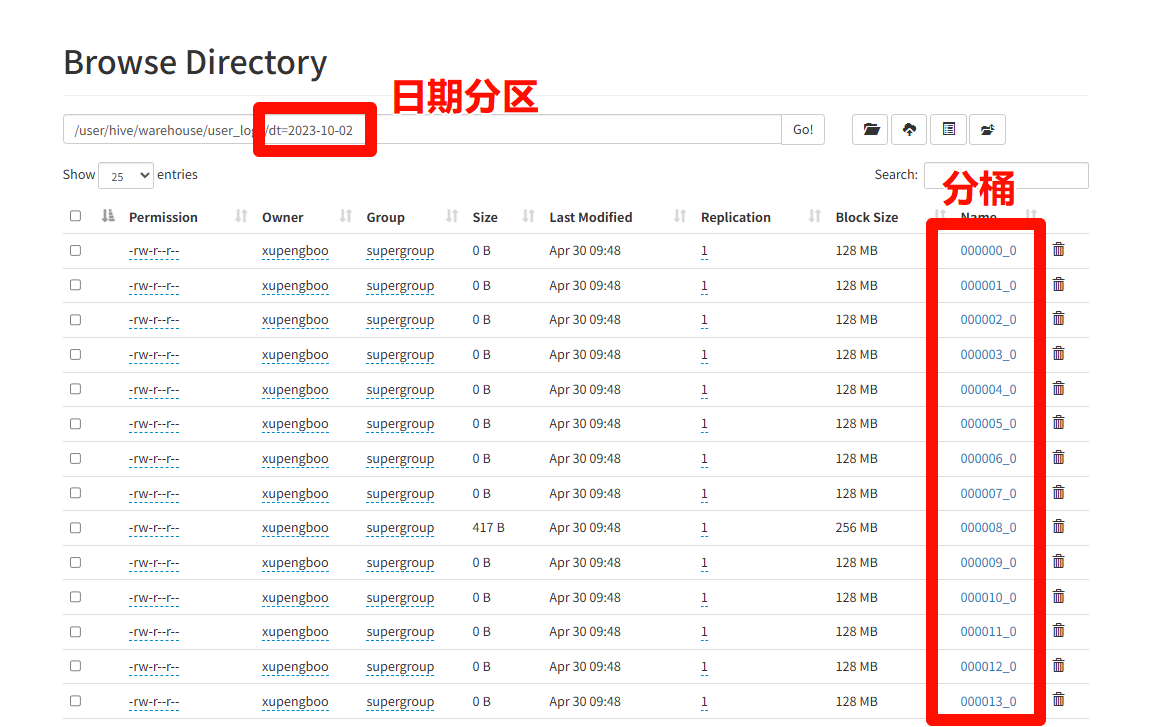 Browse Directory
日期分区
/user/hive/warehouse/user_log /dt=2023-10-02 Go!
Show 25 entries Search:
分桶
Permission Owner Group Size Last Modified Replication Block Size Name
-rw-r--r-- xupengboo supergroup 0 B Apr 30 09:48 1 128 MB 000000_0
-rw-r--r-- xupengboo supergroup 0 B Apr 30 09:48 1 128 MB 000001_0
-rw-r--r-- xupengboo supergroup 0 B Apr 30 09:48 1 128 MB 000002_0
-rw-r--r-- xupengboo supergroup 0 B Apr 30 09:48 1 128 MB 000003_0
-rw-r--r-- xupengboo supergroup 0 B Apr 30 09:48 1 128 MB 000004_0
-rw-r--r-- xupengboo supergroup 0 B Apr 30 09:48 1 128 MB 000005_0
-rw-r--r-- xupengboo supergroup 0 B Apr 30 09:48 1 128 MB 000006_0
-rw-r--r-- xupengboo supergroup 0 B Apr 30 09:48 1 128 MB 000007_0
-rw-r--r-- xupengboo supergroup 417 B Apr 30 09:48 1 256 MB 000008_0
-rw-r--r-- xupengboo supergroup 0 B Apr 30 09:48 1 128 MB 000009_0
-rw-r--r-- xupengboo supergroup 0 B Apr 30 09:48 1 128 MB 000010_0
-rw-r--r-- xupengboo supergroup 0 B Apr 30 09:48 1 128 MB 000011_0
-rw-r--r-- xupengboo supergroup 0 B Apr 30 09:48 1 128 MB 000012_0
-rw-r--r-- xupengboo supergroup 0 B Apr 30 09:48 1 128 MB 000013_0